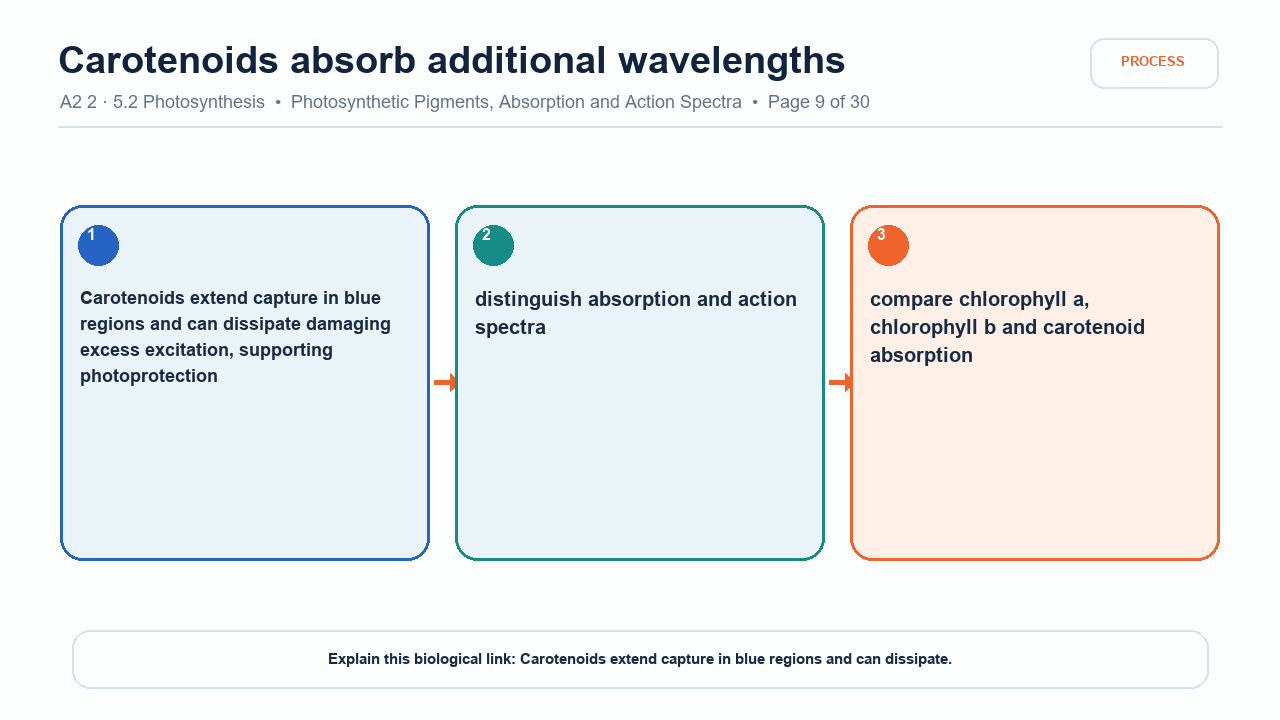 Carotenoids absorb additional wavelengths
PROCESS
A2 2 · 5.2 Photosynthesis • Photosynthetic Pigments, Absorption and Action Spectra • Page 9 of 30
1
Carotenoids extend capture in blue
regions and can dissipate damaging
excess excitation, supporting
photoprotection
2
distinguish absorption and action
spectra
3
compare chlorophyll a,
chlorophyll b and carotenoid
absorption
Explain this biological link: Carotenoids extend capture in blue regions and can dissipate.